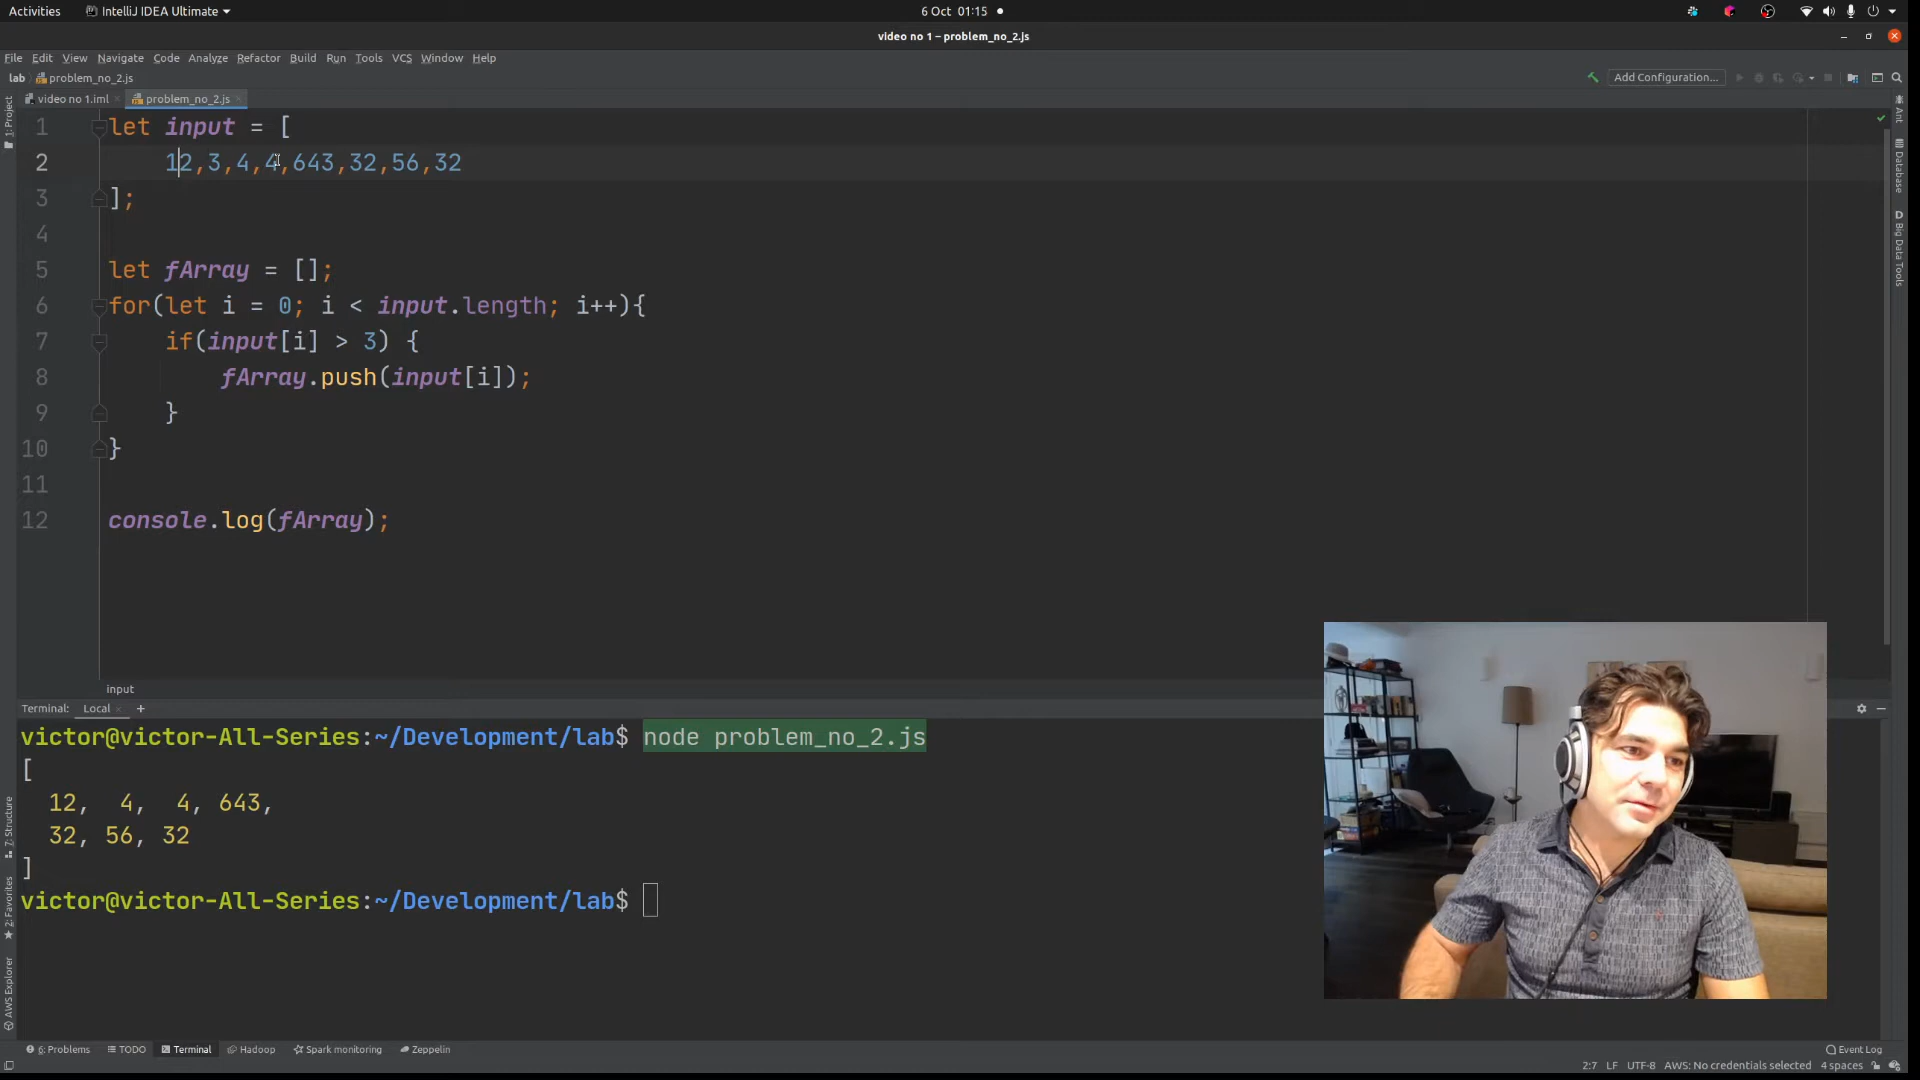 Activities IntelliJ IDEA Ultimate 6 Oct 01:15
video no 1 – problem_no_2.js
File Edit View Navigate Code Analyze Refactor Build Run Tools VCS Window Help
lab problem_no_2.js Add Configuration...
video no 1.iml problem_no_2.js
1 let input = [
2 12,3,4,4,643,32,56,32
3 ];
4
5 let fArray = [];
6 for(let i = 0; i < input.length; i++){
7 if(input[i] > 3) {
8 fArray.push(input[i]);
9 }
10 }
11
12 console.log(fArray);
input
Terminal: Local +
victor@victor-All-Series:~/Development/lab$ node problem_no_2.js
[
12, 4, 4, 643,
32, 56, 32
]
victor@victor-All-Series:~/Development/lab$
6: Problems TODO Terminal Hadoop Spark monitoring Zeppelin Event Log
2:7 LF UTF-8 AWS: No credentials selected 4 spaces
1: Project
7: Structure
2: Favorites
AWS Explorer
Ant
Database
D Big Data Tools